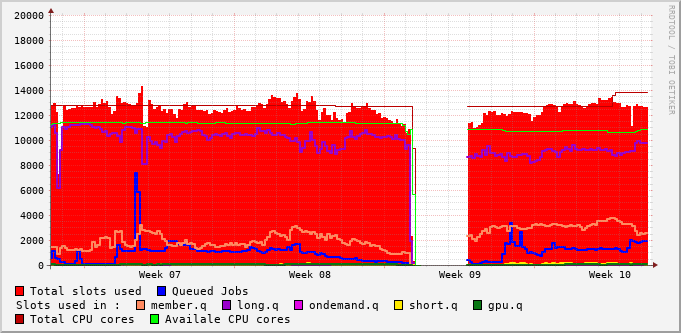 20000
18000
16000
14000
12000
10000
8000
6000
4000
2000
0
Week 07 Week 08 Week 09 Week 10
RRDTOOL / TOBI OETIKER
Total slots used Queued Jobs
Slots used in : member.q long.q ondemand.q short.q gpu.q
Total CPU cores Availale CPU cores